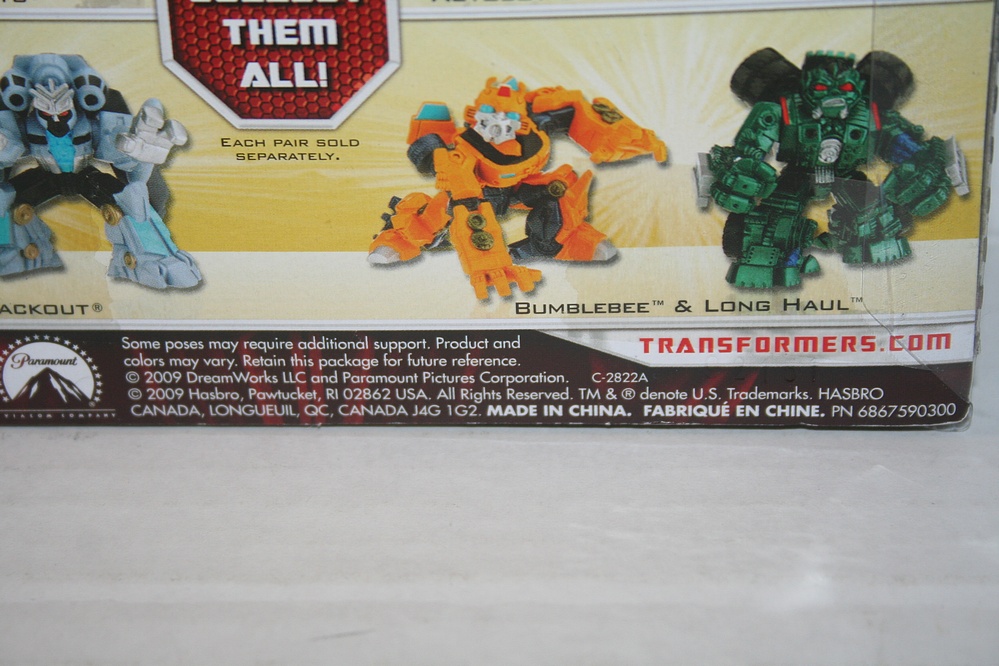 THEM
ALL!
EACH PAIR SOLD
SEPARATELY.
ACKOUT®
BUMBLEBEE™ & LONG HAUL™
Paramount
Some poses may require additional support. Product and
colors may vary. Retain this package for future reference.
© 2009 DreamWorks LLC and Paramount Pictures Corporation. C-2822A
© 2009 Hasbro, Pawtucket, RI 02862 USA. All Rights Reserved. TM & ® denote U.S. Trademarks. HASBRO
CANADA, LONGUEUIL, QC, CANADA J4G 1G2. MADE IN CHINA. FABRIQUÉ EN CHINE. PN 6867590300
TRANSFORMERS.COM